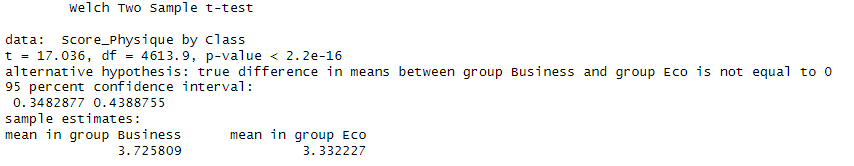 Welch Two Sample t-test
data:  Score_Physique by Class
t = 17.036, df = 4613.9, p-value < 2.2e-16
alternative hypothesis: true difference in means between group Business and group Eco is not equal to 0
95 percent confidence interval:
 0.3482877 0.4388755
sample estimates:
mean in group Business      mean in group Eco
              3.725809               3.332227